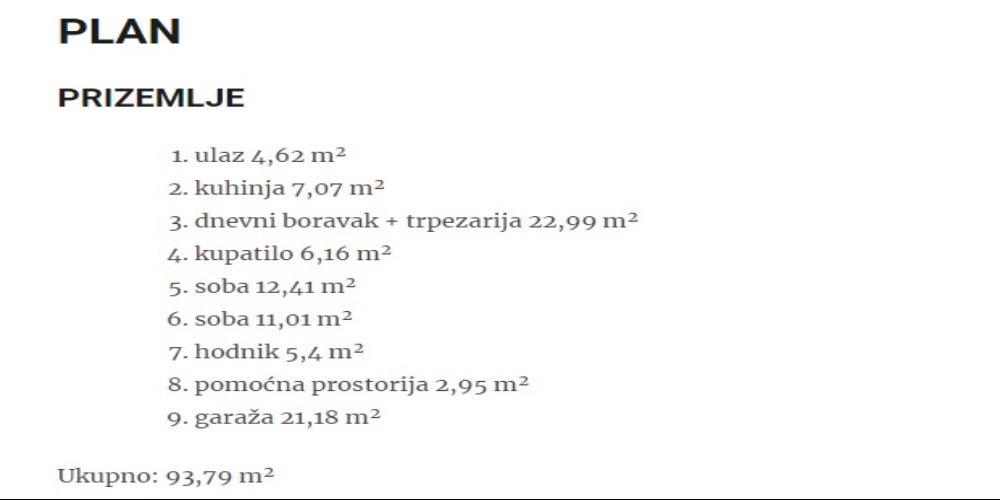 PLAN
PRIZEMLJE
1. ulaz 4,62 m²
2. kuhinja 7,07 m²
3. dnevni boravak + trpezarija 22,99 m²
4. kupatilo 6,16 m²
5. soba 12,41 m²
6. soba 11,01 m²
7. hodnik 5,4 m²
8. pomoćna prostorija 2,95 m²
9. garaža 21,18 m²
Ukupno: 93,79 m²